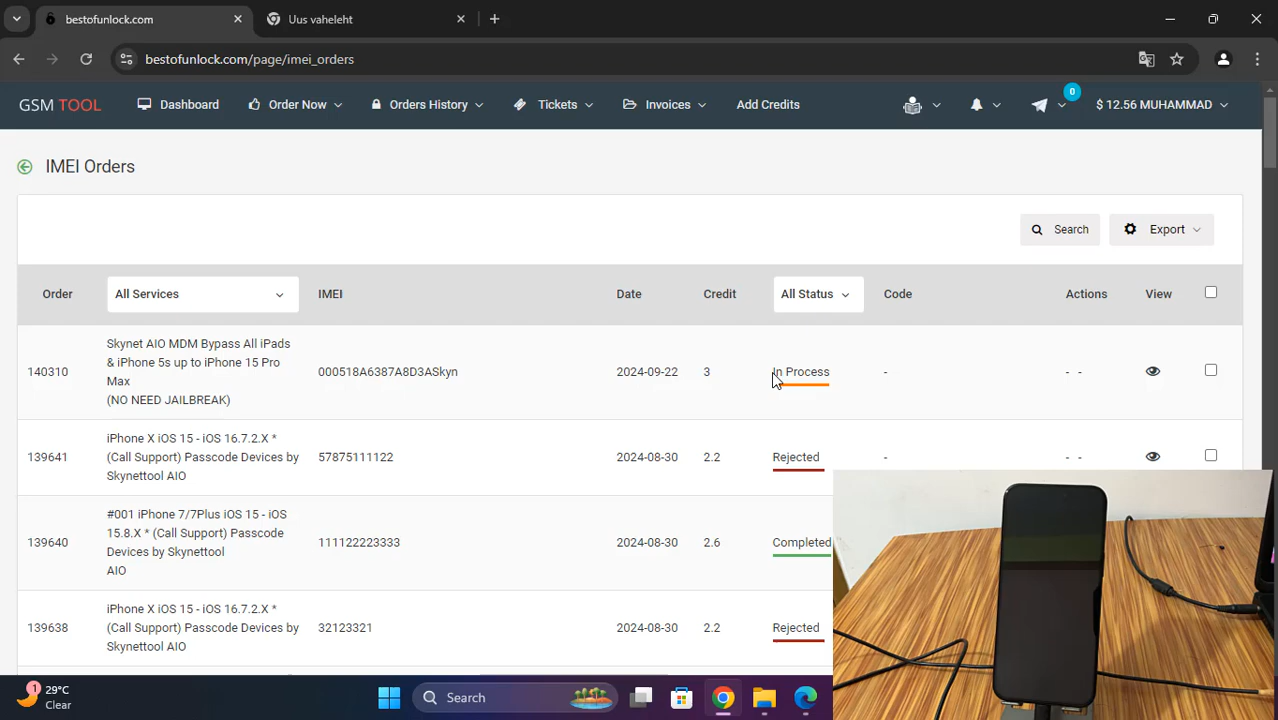 bestofunlock.com
Uus vaheleht
bestofunlock.com/page/imei_orders
GSM TOOL Dashboard Order Now Orders History Tickets Invoices Add Credits 0 $ 12.56 MUHAMMAD
IMEI Orders
Search Export
Order All Services IMEI Date Credit All Status Code Actions View
140310 Skynet AIO MDM Bypass All iPads
& iPhone 5s up to iPhone 15 Pro
Max
(NO NEED JAILBREAK) 000518A6387A8D3ASkyn 2024-09-22 3 In Process - - -
139641 iPhone X iOS 15 - iOS 16.7.2.X *
(Call Support) Passcode Devices by
Skynettool AIO 57875111122 2024-08-30 2.2 Rejected - - -
139640 #001 iPhone 7/7Plus iOS 15 - iOS
15.8.X * (Call Support) Passcode
Devices by Skynettool
AIO 111122223333 2024-08-30 2.6 Completed
139638 iPhone X iOS 15 - iOS 16.7.2.X *
(Call Support) Passcode Devices by
Skynettool AIO 32123321 2024-08-30 2.2 Rejected
1 29°C
Clear
Search